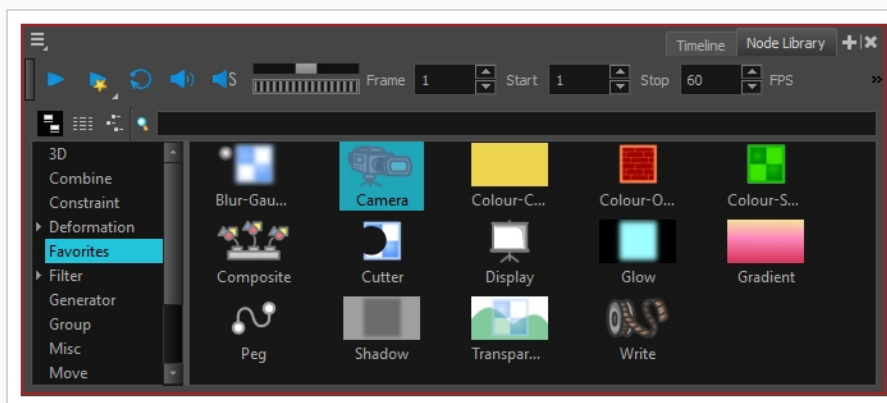 Timeline Node Library
S Frame 1 Start 1 Stop 60 FPS
3D
Combine
Constraint
Deformation
Favorites
Filter
Generator
Group
Misc
Move
Blur-Gau... Camera Colour-C... Colour-O... Colour-S...
Composite Cutter Display Glow Gradient
Peg Shadow Transpar... Write